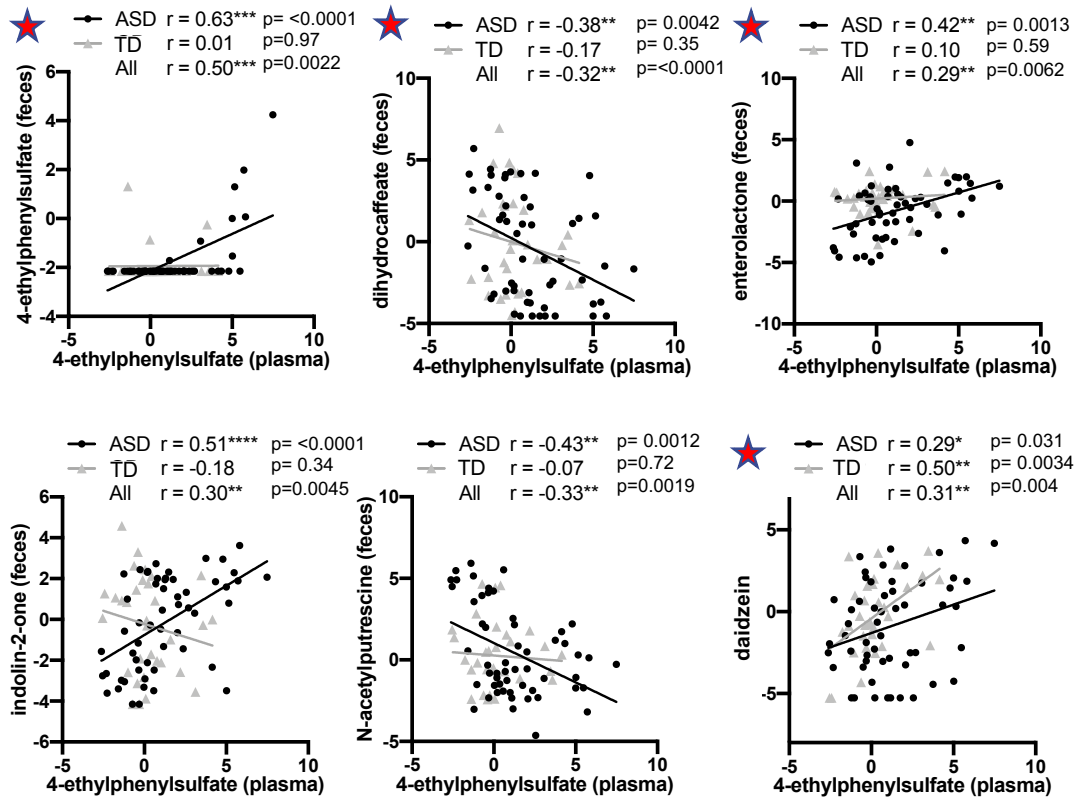 ASD r = 0.63*** p= <0.0001
TD r = 0.01 p=0.97
All r = 0.50*** p=0.0022
4-ethylphenylsulfate (feces)
6
4
2
0
-2
-4
-5 0 5 10
4-ethylphenylsulfate (plasma)
ASD r = -0.38** p= 0.0042
TD r = -0.17 p= 0.35
All r = -0.32** p=<0.0001
dihydrocaffeate (feces)
10
5
0
-5
-5 0 5 10
4-ethylphenylsulfate (plasma)
ASD r = 0.42** p= 0.0013
TD r = 0.10 p= 0.59
All r = 0.29** p=0.0062
enterolactone (feces)
10
5
0
-5
-10
-5 0 5 10
4-ethylphenylsulfate (plasma)
ASD r = 0.51**** p= <0.0001
TD r = -0.18 p= 0.34
All r = 0.30** p=0.0045
indolin-2-one (feces)
6
4
2
0
-2
-4
-6
-5 0 5 10
4-ethylphenylsulfate (plasma)
ASD r = -0.43** p= 0.0012
TD r = -0.07 p=0.72
All r = -0.33** p=0.0019
N-acetylputrescine (feces)
10
5
0
-5
-5 0 5 10
4-ethylphenylsulfate (plasma)
ASD r = 0.29* p= 0.031
TD r = 0.50** p= 0.0034
All r = 0.31** p=0.004
daidzein
5
0
-5
-5 0 5 10
4-ethylphenylsulfate (plasma)